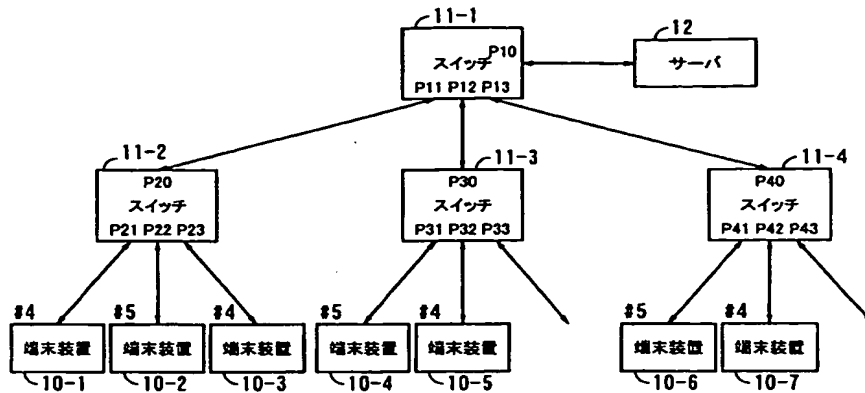 11-1
12
スイッチ P10
サーバ
P11 P12 P13
11-2
11-3
11-4
P20
P30
P40
スイッチ
スイッチ
スイッチ
P21 P22 P23
P31 P32 P33
P41 P42 P43
#4
#5
#4
#5
#4
#5
#4
端末装置
端末装置
端末装置
端末装置
端末装置
端末装置
端末装置
10-1
10-2
10-3
10-4
10-5
10-6
10-7